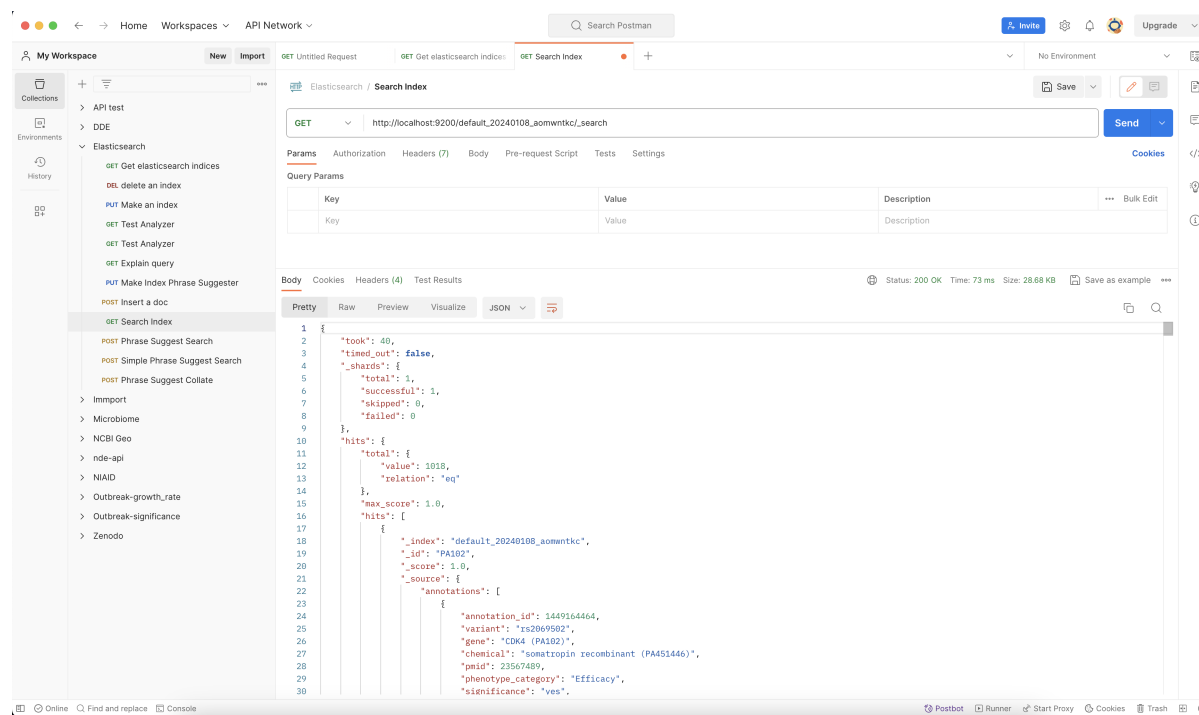 Home Workspaces API Network Search Postman Invite Upgrade
My Workspace New Import GET Untitled Request GET Get elasticsearch indices GET Search Index No Environment
Collections
Environments
History
API test
DDE
Elasticsearch
GET Get elasticsearch indices
DEL delete an index
PUT Make an index
GET Test Analyzer
GET Test Analyzer
GET Explain query
PUT Make Index Phrase Suggester
POST Insert a doc
GET Search Index
POST Phrase Suggest Search
POST Simple Phrase Suggest Search
POST Phrase Suggest Collate
Immport
Microbiome
NCBI Geo
nde-api
NIAID
Outbreak-growth_rate
Outbreak-significance
Zenodo
Elasticsearch / Search Index Save
GET http://localhost:9200/default_20240108_aomwntkc/_search Send
Params Authorization Headers (7) Body Pre-request Script Tests Settings Cookies
Query Params
Key Value Description Bulk Edit
Key Value Description
Body Cookies Headers (4) Test Results Status: 200 OK Time: 73 ms Size: 28.68 KB Save as example
Pretty Raw Preview Visualize JSON
1 {
2 "took": 40,
3 "timed_out": false,
4 "_shards": {
5 "total": 1,
6 "successful": 1,
7 "skipped": 0,
8 "failed": 0
9 },
10 "hits": {
11 "total": {
12 "value": 1018,
13 "relation": "eq"
14 },
15 "max_score": 1.0,
16 "hits": [
17 {
18 "_index": "default_20240108_aomwntkc",
19 "_id": "PA102",
20 "_score": 1.0,
21 "_source": {
22 "annotations": [
23 {
24 "annotation_id": 1449164464,
25 "variant": "rs2069502",
26 "gene": "CDK4 (PA102)",
27 "chemical": "somatropin recombinant (PA451446)",
28 "pmid": 23567489,
29 "phenotype_category": "Efficacy",
30 "significance": "yes",
Online Find and replace Console Postbot Runner Start Proxy Cookies Trash